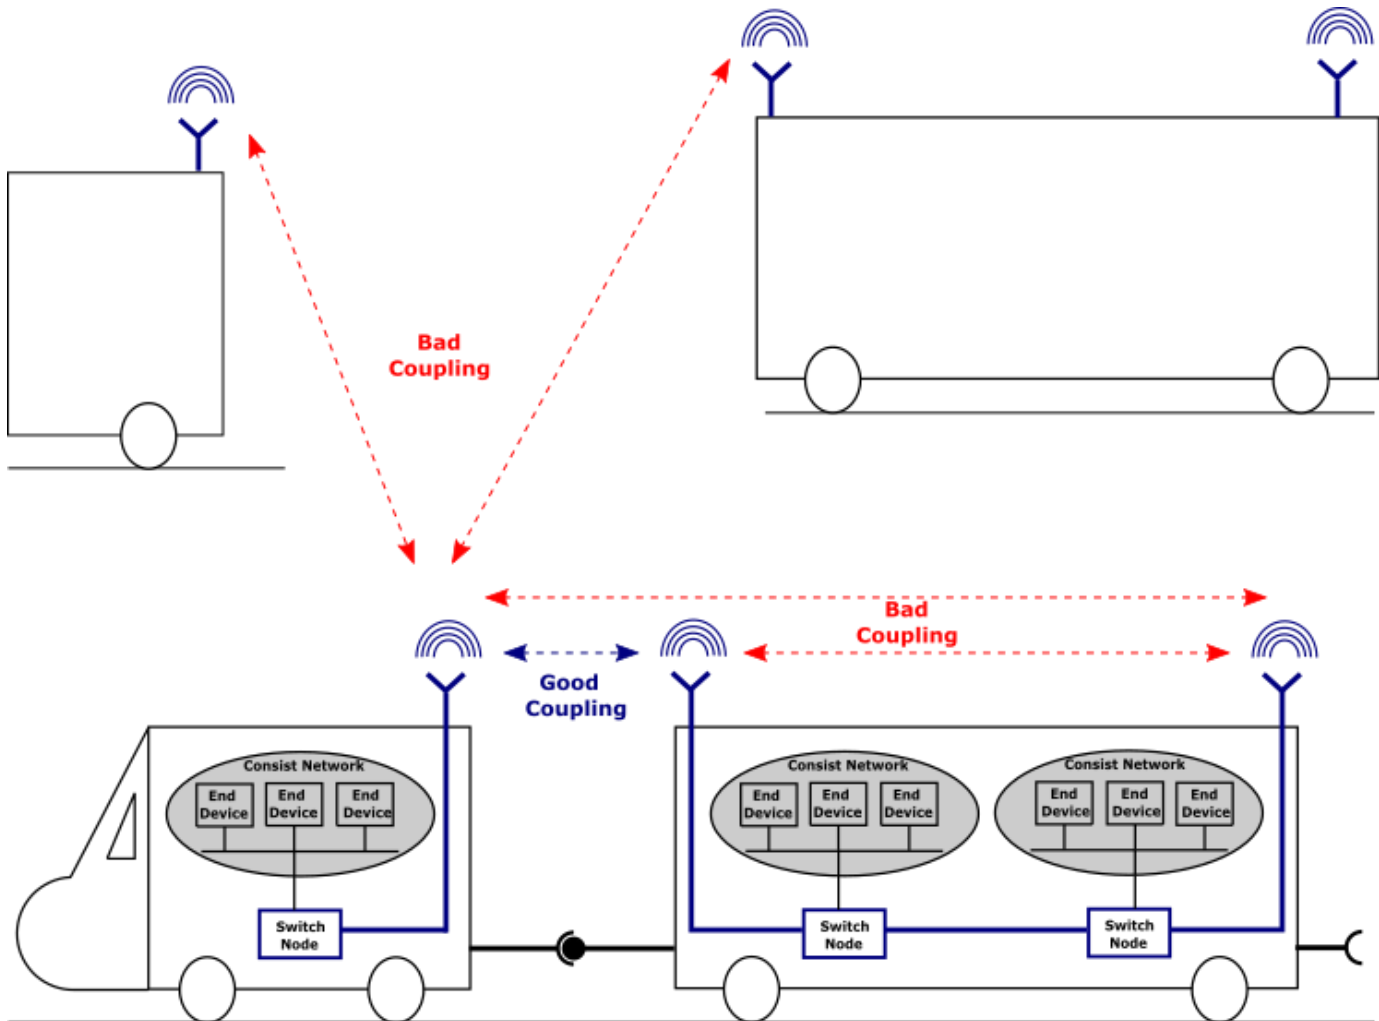 Bad
Coupling
Bad
Coupling
Good
Coupling
Consist Network
End
Device
End
Device
End
Device
Switch
Node
Consist Network
End
Device
End
Device
End
Device
Switch
Node
Consist Network
End
Device
End
Device
End
Device
Switch
Node